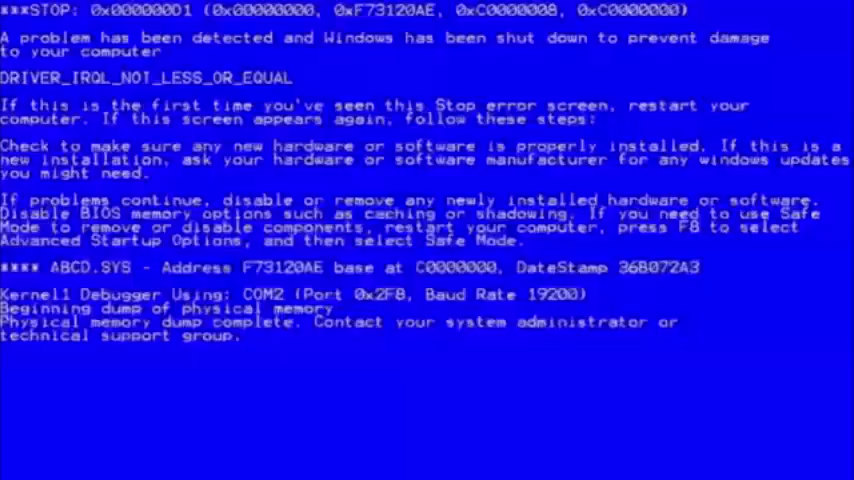 ***STOP: 0x000000D1 (0x00000000, 0xF73120AE, 0xC0000008, 0xC0000000)
A problem has been detected and Windows has been shut down to prevent damage
to your computer
DRIVER_IRQL_NOT_LESS_OR_EQUAL
If this is the first time you've seen this Stop error screen, restart your
computer. If this screen appears again, follow these steps:
Check to make sure any new hardware or software is properly installed. If this is a
new installation, ask your hardware or software manufacturer for any windows updates
you might need.
If problems continue, disable or remove any newly installed hardware or software.
Disable BIOS memory options such as caching or shadowing. If you need to use Safe
Mode to remove or disable components, restart your computer, press F8 to select
Advanced Startup Options, and then select Safe Mode.
**** ABCD.SYS - Address F73120AE base at C0000000, DateStamp 36B072A3
Kernel1 Debugger Using: COM2 (Port 0x2F8, Baud Rate 19200)
Beginning dump of physical memory
Physical memory dump complete. Contact your system administrator or
technical support group.